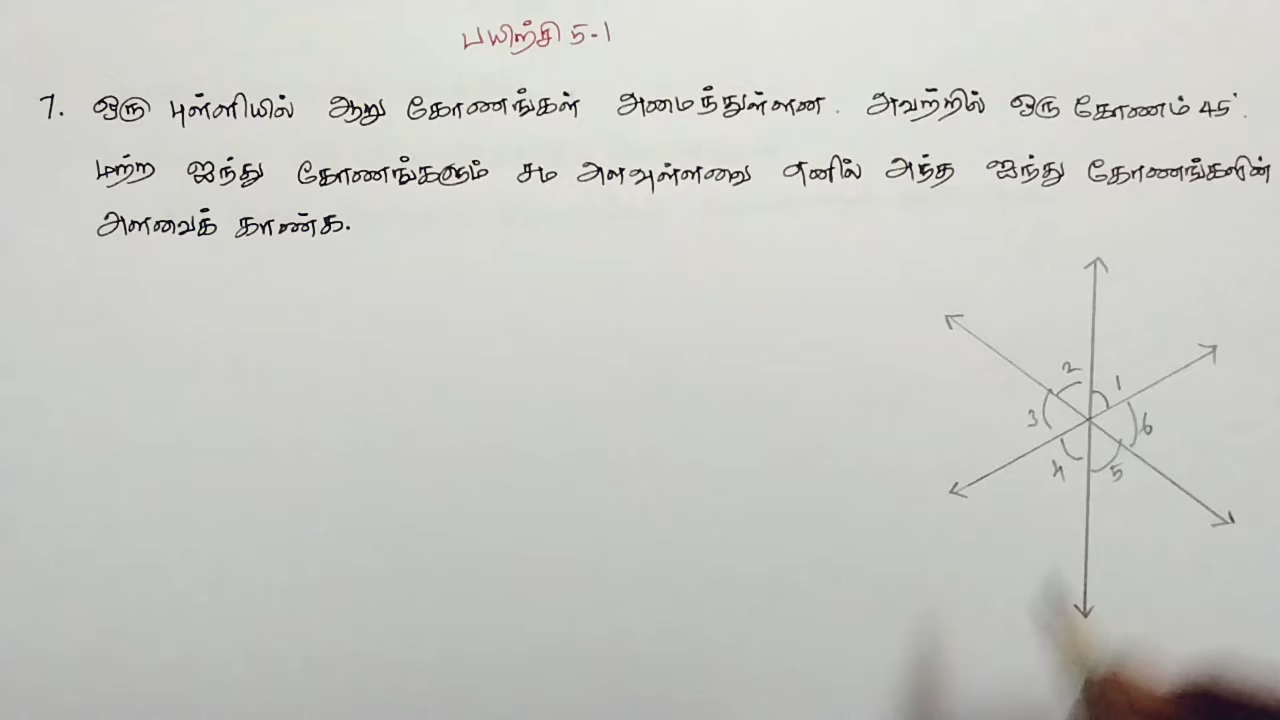 பயிற்சி 5-1
7. ஒரு புள்ளியில் ஆறு கோணங்கள் அமைந்துள்ளன. அவற்றில் ஒரு கோணம் 45°.
மற்ற ஐந்து கோணங்களும் சம அளவுள்ளவை எனில் அந்த ஐந்து கோணங்களின்
அளவைக் காண்க.
2
1
3
6
4
5